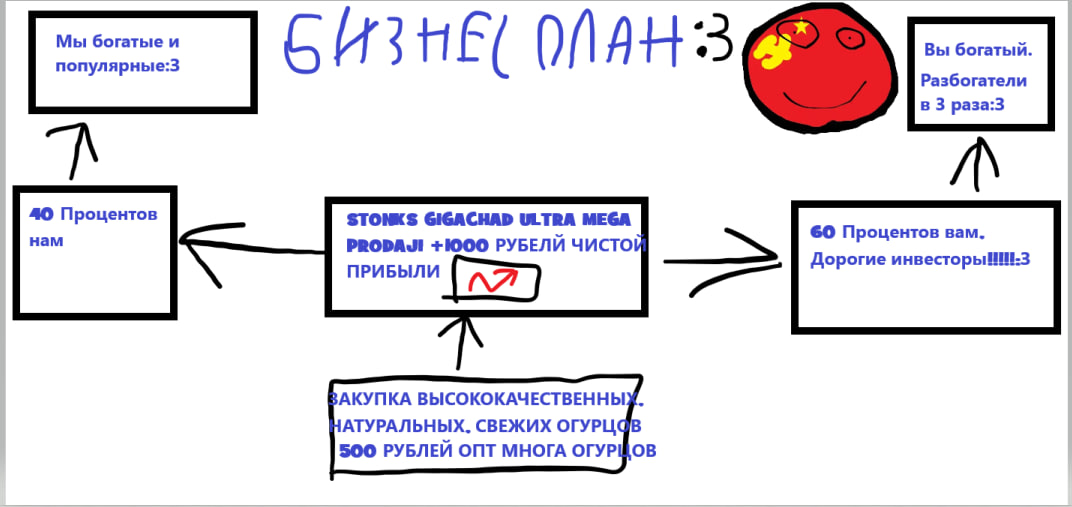 БИЗНЕС ПЛАН:3
Мы богатые и
популярные:3
Вы богатый.
Разбогатели
в 3 раза:3
40 Процентов
нам
STONKS GIGACHAD ULTRA MEGA
PRODAJI +1000 РУБЕЛЙ ЧИСТОЙ
ПРИБЫЛИ
60 Процентов вам.
Дорогие инвесторы!!!!!:3
ЗАКУПКА ВЫСОКОКАЧЕСТВЕННЫХ.
НАТУРАЛЬНЫХ. СВЕЖИХ ОГУРЦОВ
500 РУБЛЕЙ ОПТ МНОГА ОГУРЦОВ